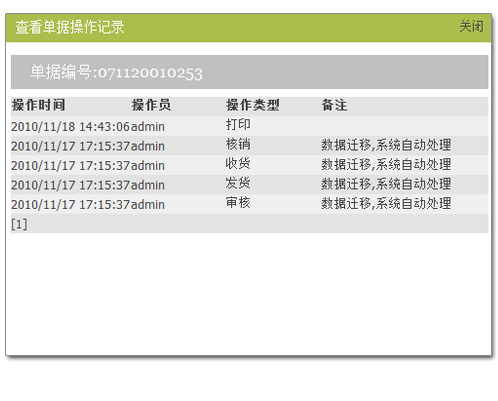 查看单据操作记录 关闭
单据编号:071120010253
操作时间 操作员 操作类型 备注
2010/11/18 14:43:06 admin 打印
2010/11/17 17:15:37 admin 核销 数据迁移,系统自动处理
2010/11/17 17:15:37 admin 收货 数据迁移,系统自动处理
2010/11/17 17:15:37 admin 发货 数据迁移,系统自动处理
2010/11/17 17:15:37 admin 审核 数据迁移,系统自动处理
[1]